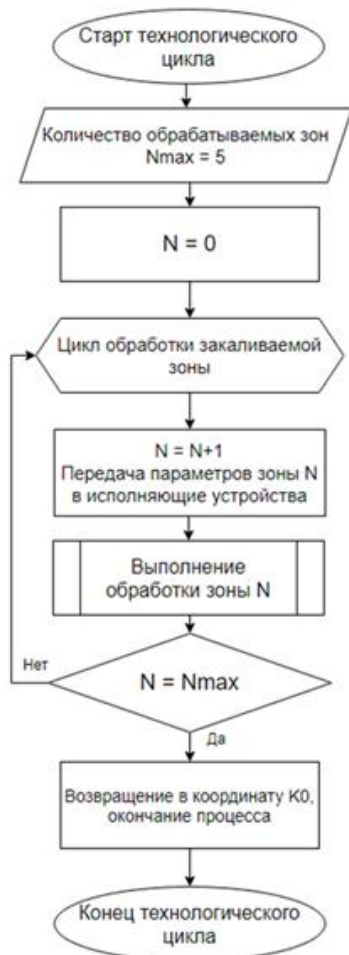 Старт технологического
цикла
Количество обрабатываемых зон
Nmax = 5
N = 0
Цикл обработки закаливаемой
зоны
N = N+1
Передача параметров зоны N
в исполняющие устройства
Выполнение
обработки зоны N
Нет
N = Nmax
Да
Возвращение в координату K0,
окончание процесса
Конец технологического
цикла